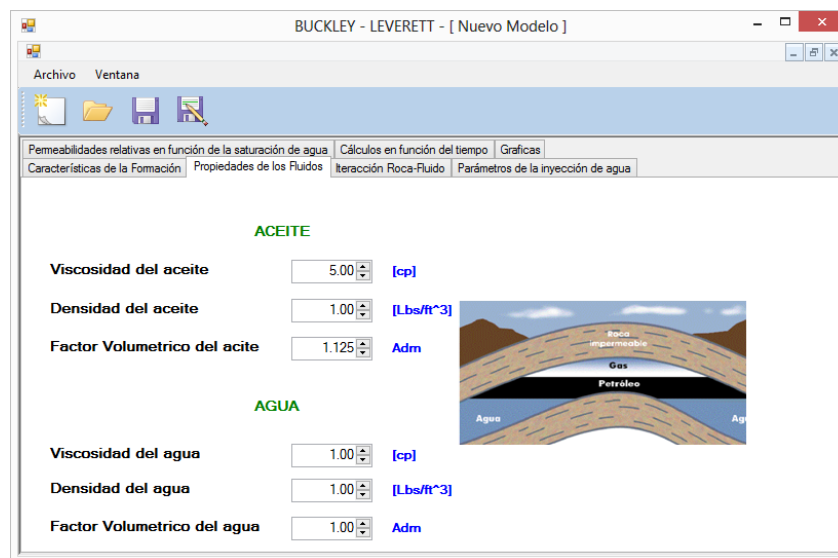 BUCKLEY - LEVERETT - [ Nuevo Modelo ]
Archivo Ventana
Permeabilidades relativas en función de la saturación de agua Cálculos en función del tiempo Graficas
Características de la Formación Propiedades de los Fluidos Iteracción Roca-Fluido Parámetros de la inyección de agua
ACEITE
Viscosidad del aceite 5.00 [cp]
Densidad del aceite 1.00 [Lbs/ft^3]
Factor Volumetrico del acite 1.125 Adm
Roca
impermeable
Gas
Petróleo
Agua Ag
AGUA
Viscosidad del agua 1.00 [cp]
Densidad del agua 1.00 [Lbs/ft^3]
Factor Volumetrico del agua 1.00 Adm